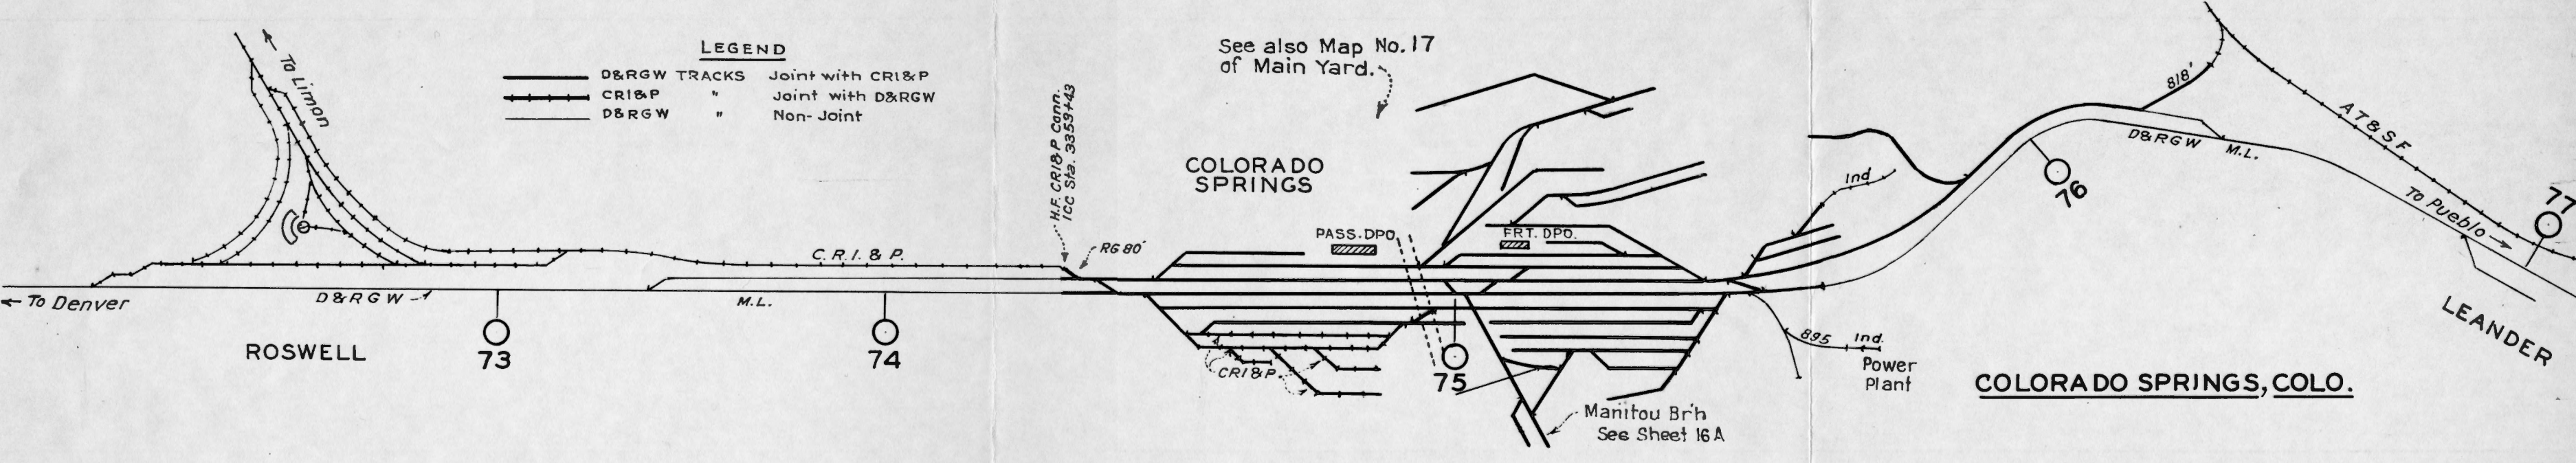 To Limon
LEGEND
D&RGW TRACKS Joint with CRI&P
CRI&P " Joint with D&RGW
D&RGW " Non-Joint
H.F. CRI&P Conn.
ICC Sta. 3359+43
RG 80'
See also Map No. 17
of Main Yard.
COLORADO
SPRINGS
PASS. DPO.
FRT. DPO.
C.R.I. & P.
← To Denver
D&RGW
M.L.
ROSWELL
73
74
CRI&P.
75
Manitou Br'h
See Sheet 16A
Ind
895 Ind.
Power
Plant
818'
76
D&RGW M.L.
AT&SF
To Pueblo →
77
LEANDER
COLORADO SPRINGS, COLO.